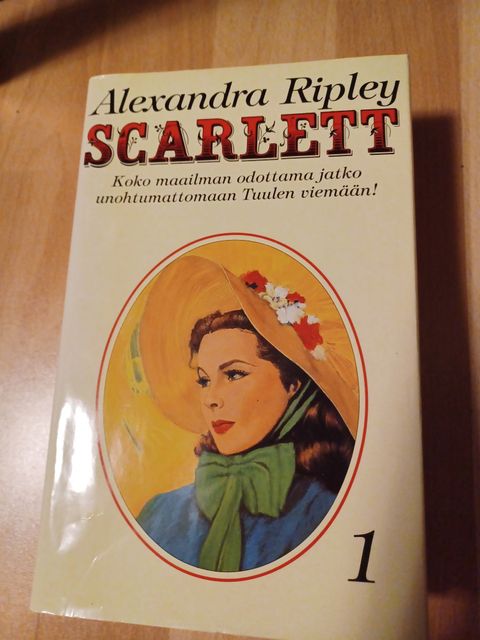 Alexandra Ripley
SCARLETT
Koko maailman odottama jatko
unohtumattomaan Tuulen viemään!
1